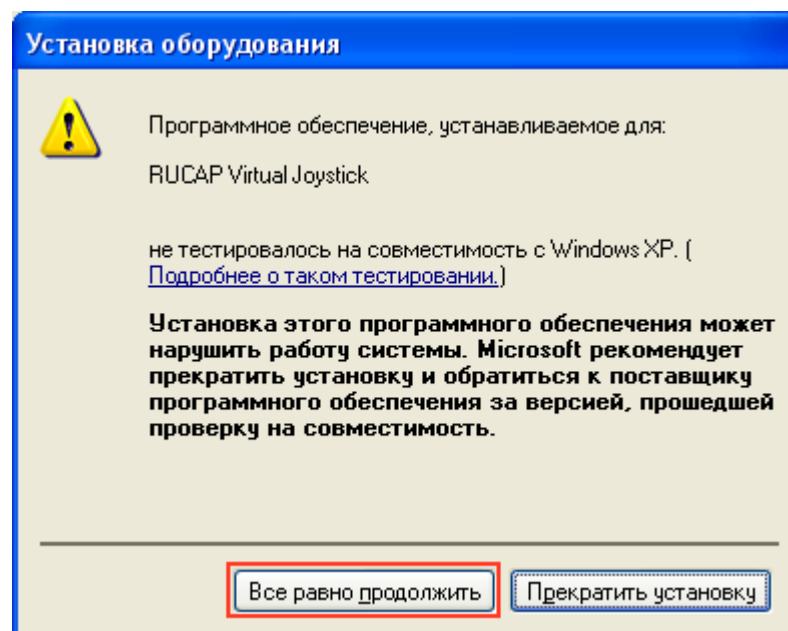 Установка оборудования
Программное обеспечение, устанавливаемое для:
RUCAP Virtual Joystick
не тестировалось на совместимость с Windows XP. (
Подробнее о таком тестировании.)
Установка этого программного обеспечения может
нарушить работу системы. Microsoft рекомендует
прекратить установку и обратиться к поставщику
программного обеспечения за версией, прошедшей
проверку на совместимость.
Все равно продолжить
Прекратить установку